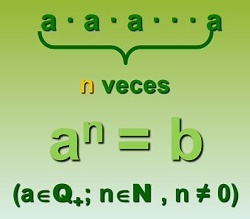 a · a · a · · · a
n veces
aⁿ = b
(a∈Q₊; n∈N , n ≠ 0)